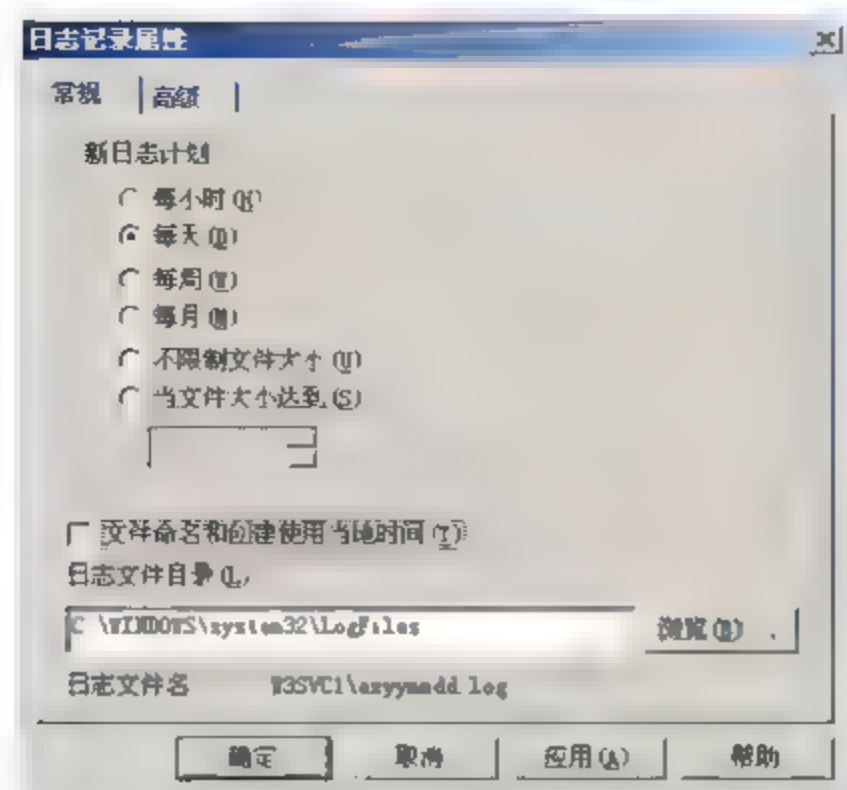 日志记录属性
常规 高级
新日志计划
每小时(H)
每天(D)
每周(W)
每月(M)
不限制文件大小(U)
当文件大小达到(S)
文件命名和创建使用当地时间(T)
日志文件目录(L)
C:\WINDOWS\system32\LogFiles 浏览(B)
日志文件名 W3SVC1\exyymmdd.log
确定 取消 应用(A) 帮助